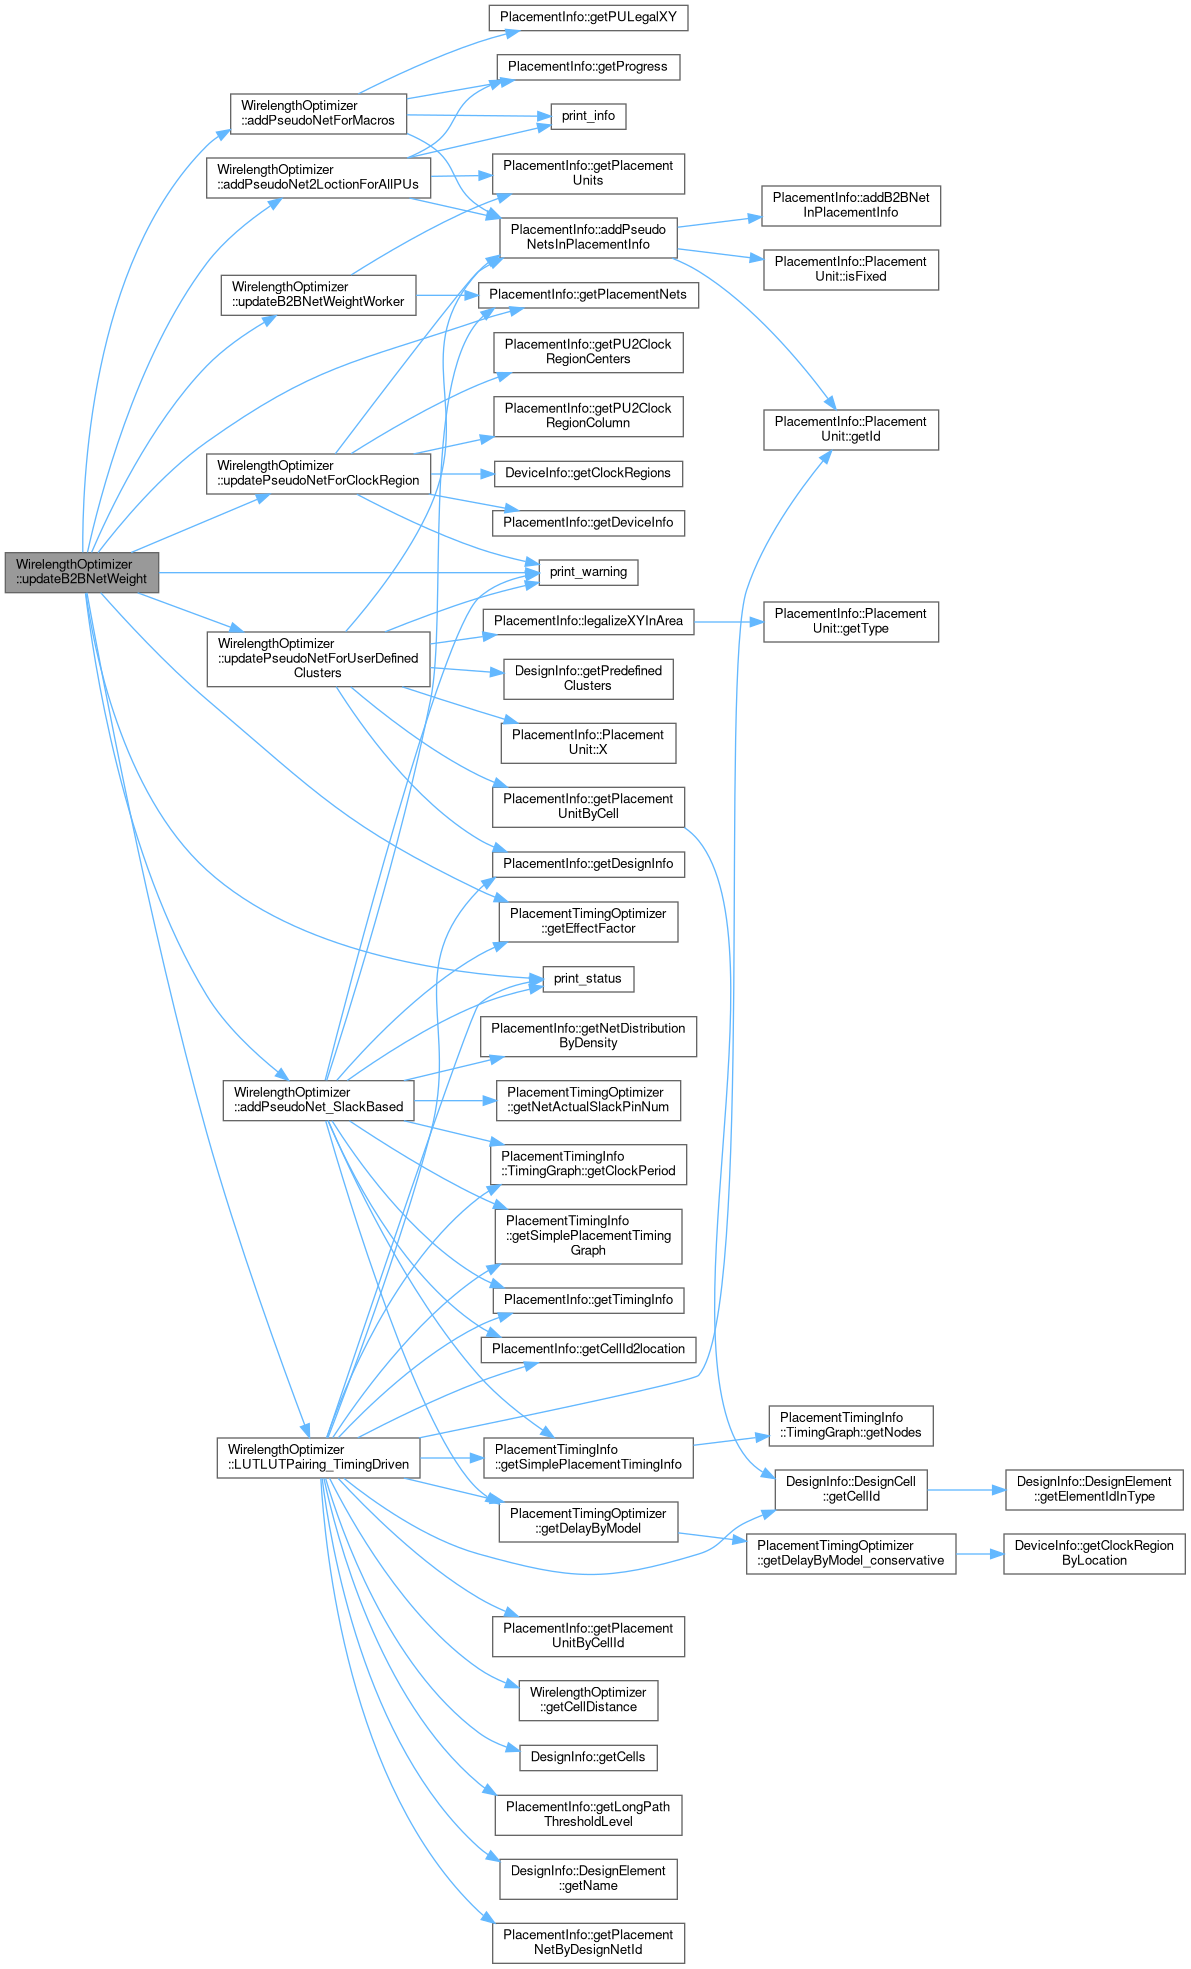 PlacementInfo::getPULegalXY
PlacementInfo::getProgress
WirelengthOptimizer
::addPseudoNetForMacros
print_info
WirelengthOptimizer
::addPseudoNet2LoctionForAllPUs
PlacementInfo::getPlacement
Units
PlacementInfo::addB2BNet
InPlacementInfo
PlacementInfo::addPseudo
NetsInPlacementInfo
PlacementInfo::Placement
Unit::isFixed
WirelengthOptimizer
::updateB2BNetWeightWorker
PlacementInfo::getPlacementNets
PlacementInfo::getPU2Clock
RegionCenters
PlacementInfo::getPU2Clock
RegionColumn
PlacementInfo::Placement
Unit::getId
WirelengthOptimizer
::updatePseudoNetForClockRegion
DeviceInfo::getClockRegions
PlacementInfo::getDeviceInfo
WirelengthOptimizer
::updateB2BNetWeight
print_warning
PlacementInfo::legalizeXYInArea
PlacementInfo::Placement
Unit::getType
WirelengthOptimizer
::updatePseudoNetForUserDefined
Clusters
DesignInfo::getPredefined
Clusters
PlacementInfo::Placement
Unit::X
PlacementInfo::getPlacement
UnitByCell
PlacementInfo::getDesignInfo
PlacementTimingOptimizer
::getEffectFactor
print_status
PlacementInfo::getNetDistribution
ByDensity
WirelengthOptimizer
::addPseudoNet_SlackBased
PlacementTimingOptimizer
::getNetActualSlackPinNum
PlacementTimingInfo
::TimingGraph::getClockPeriod
PlacementTimingInfo
::getSimplePlacementTiming
Graph
PlacementInfo::getTimingInfo
PlacementInfo::getCellId2location
PlacementTimingInfo
::TimingGraph::getNodes
WirelengthOptimizer
::LUTLUTPairing_TimingDriven
PlacementTimingInfo
::getSimplePlacementTimingInfo
DesignInfo::DesignCell
::getCellId
DesignInfo::DesignElement
::getElementIdInType
PlacementTimingOptimizer
::getDelayByModel
PlacementTimingOptimizer
::getDelayByModel_conservative
DeviceInfo::getClockRegion
ByLocation
PlacementInfo::getPlacement
UnitByCellId
WirelengthOptimizer
::getCellDistance
DesignInfo::getCells
PlacementInfo::getLongPath
ThresholdLevel
DesignInfo::DesignElement
::getName
PlacementInfo::getPlacement
NetByDesignNetId